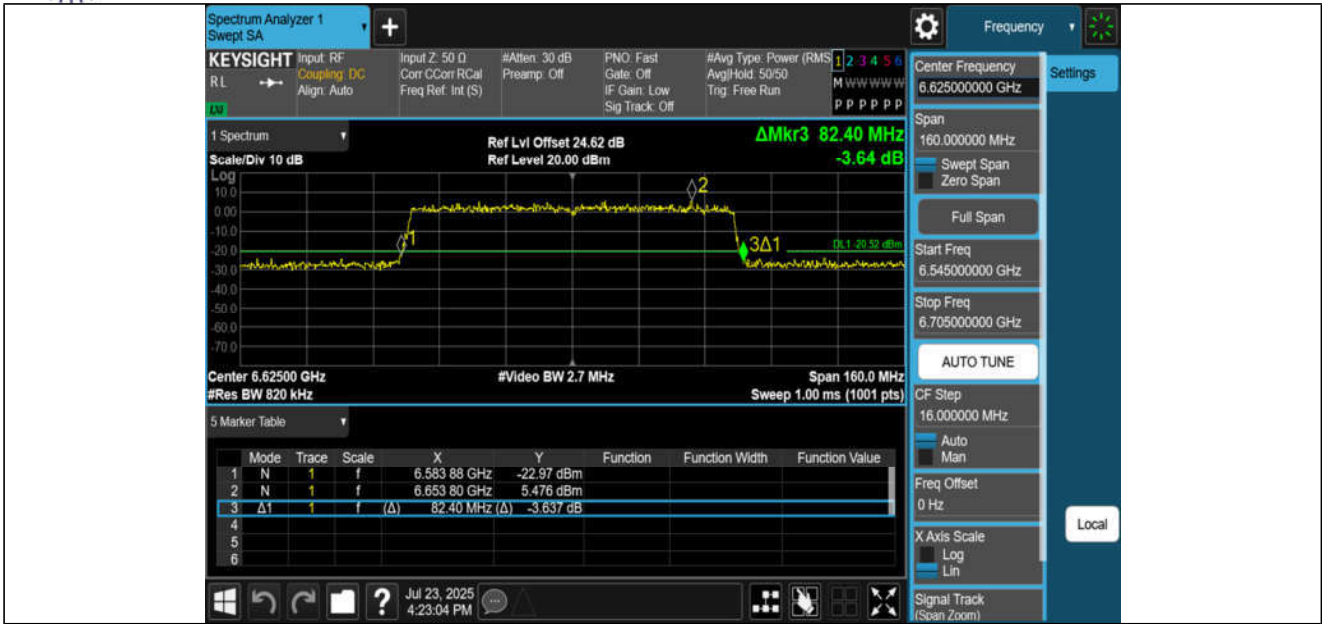 Spectrum Analyzer 1
Swept SA
+
Frequency
KEYSIGHT
RL
LXI
Input: RF
Coupling: DC
Align: Auto
Input Z: 50 Ω
Corr CCorr RCal
Freq Ref: Int (S)
#Atten: 30 dB
Preamp: Off
PNO: Fast
Gate: Off
IF Gain: Low
Sig Track: Off
#Avg Type: Power (RMS
Avg|Hold: 50/50
Trig: Free Run
1 2 3 4 5 6
M W W W W W
P P P P P P
1 Spectrum
Scale/Div 10 dB
Ref Lvl Offset 24.62 dB
Ref Level 20.00 dBm
ΔMkr3 82.40 MHz
-3.64 dB
Log
10.0
0.00
-10.0
-20.0
-30.0
-40.0
-50.0
-60.0
-70.0
1
2
3Δ1
DL1 -20.52 dBm
Center 6.62500 GHz
#Res BW 820 kHz
#Video BW 2.7 MHz
Span 160.0 MHz
Sweep 1.00 ms (1001 pts)
5 Marker Table
Mode Trace Scale X Y Function Function Width Function Value
1 N 1 f 6.583 88 GHz -22.97 dBm
2 N 1 f 6.653 80 GHz 5.476 dBm
3 Δ1 1 f (Δ) 82.40 MHz (Δ) -3.637 dB
4
5
6
Jul 23, 2025
4:23:04 PM
?
Center Frequency
6.625000000 GHz
Settings
Span
160.000000 MHz
Swept Span
Zero Span
Full Span
Start Freq
6.545000000 GHz
Stop Freq
6.705000000 GHz
AUTO TUNE
CF Step
16.000000 MHz
Auto
Man
Freq Offset
0 Hz
X Axis Scale
Log
Lin
Local
Signal Track
(Span Zoom)